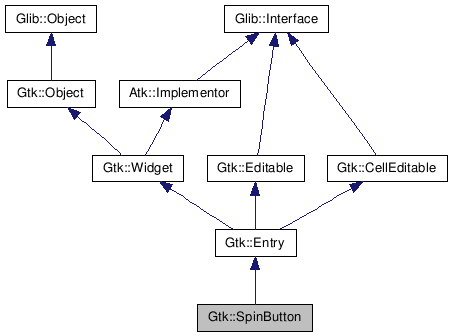 Glib::Object
Glib::Interface
Gtk::Object
Atk::Implementor
Gtk::Widget
Gtk::Editable
Gtk::CellEditable
Gtk::Entry
Gtk::SpinButton